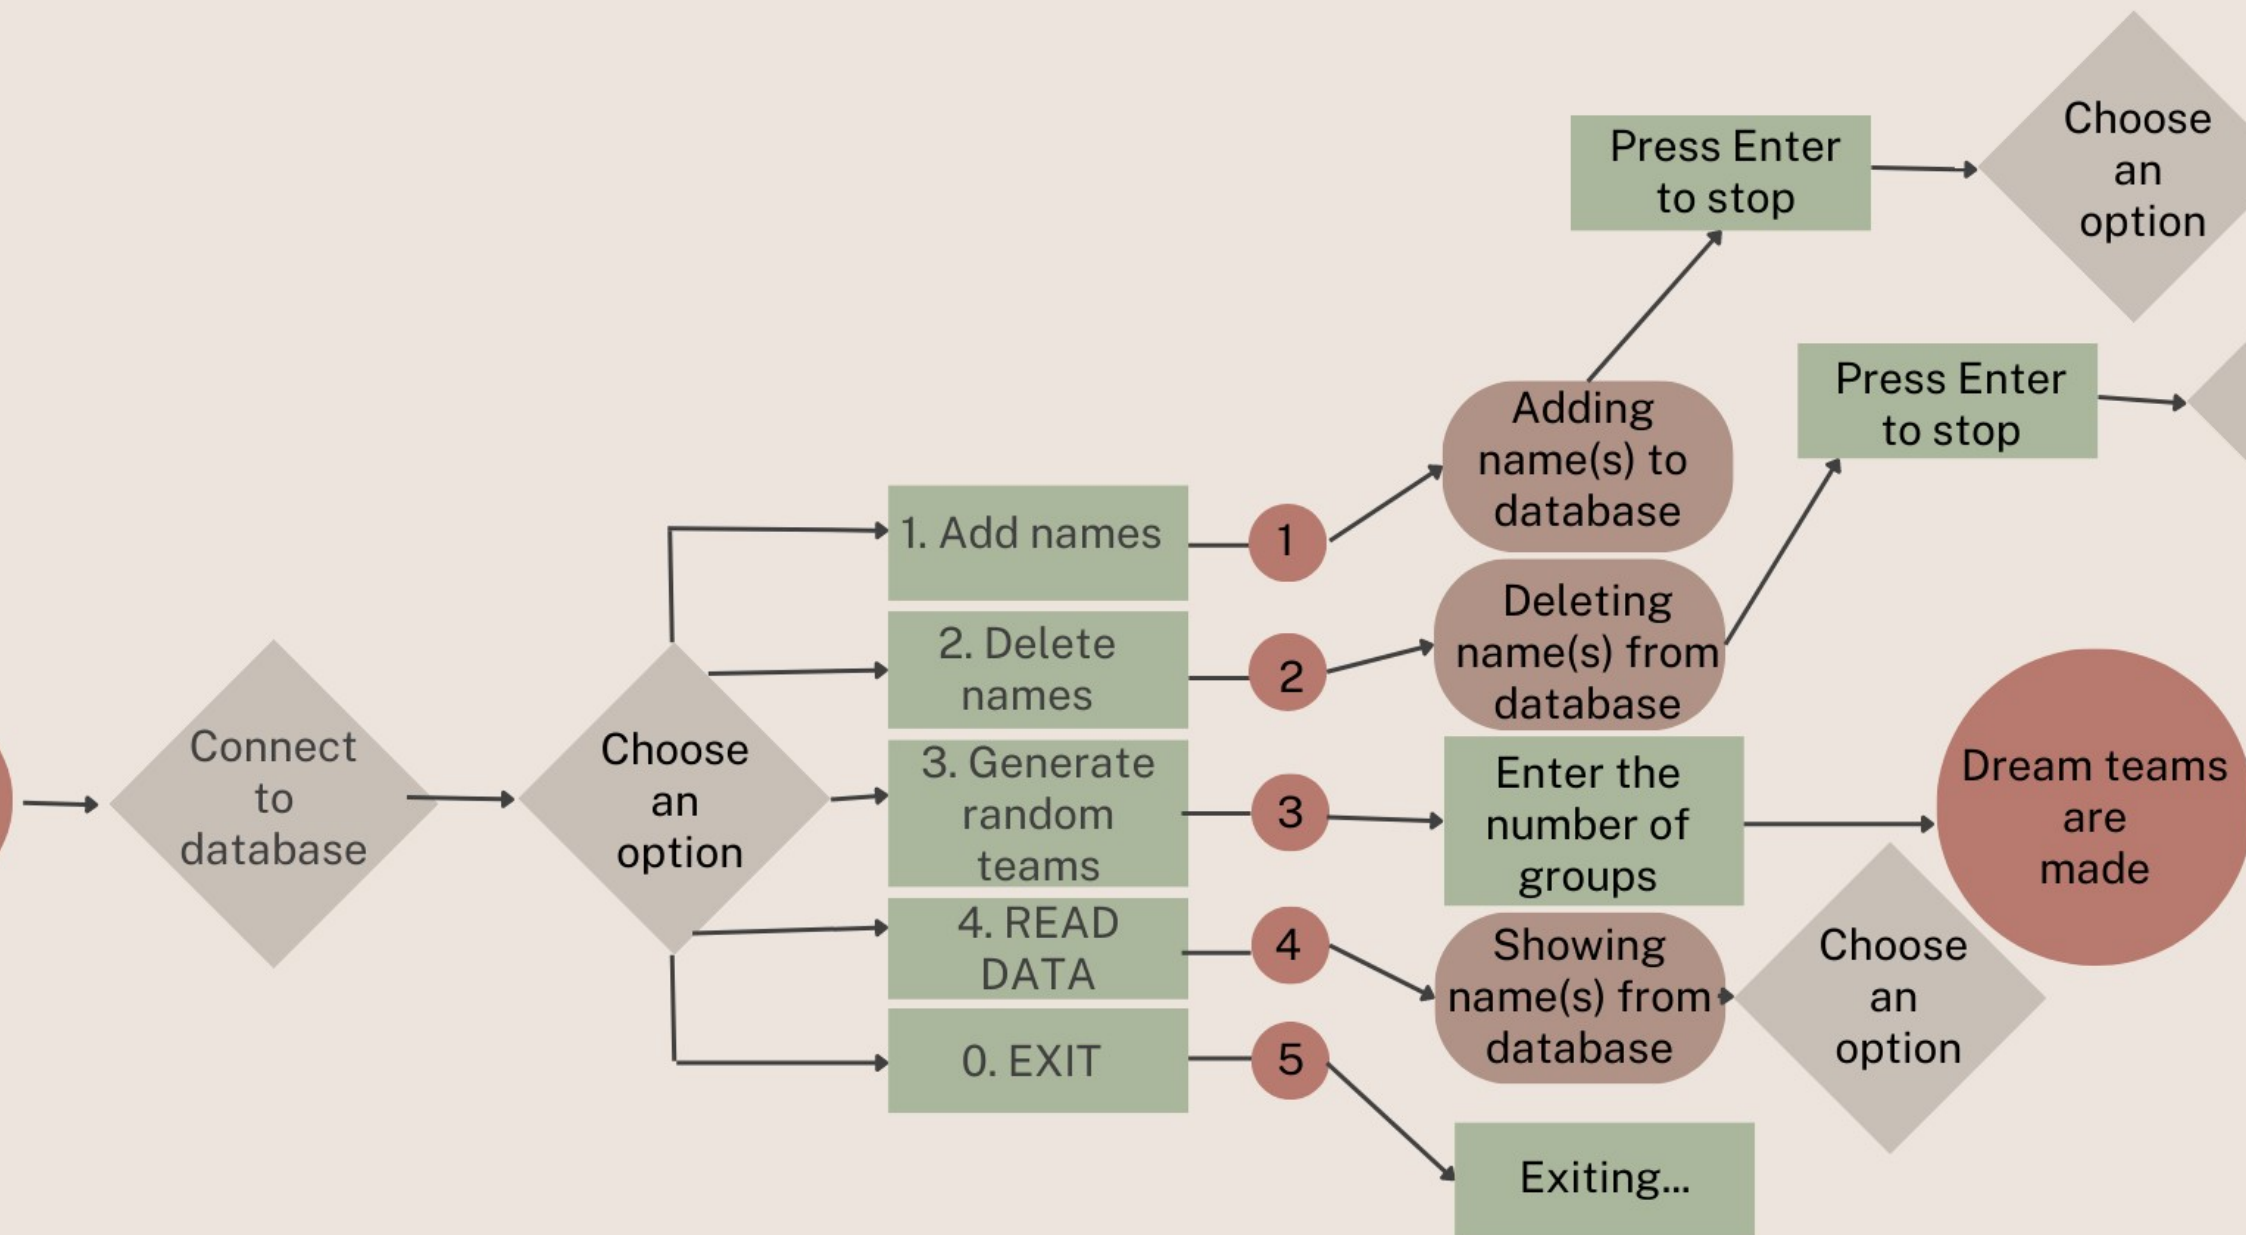 Connect
to
database
Choose
an
option
1. Add names
2. Delete
names
3. Generate
random
teams
4. READ
DATA
0. EXIT
1
2
3
4
5
Adding
name(s) to
database
Press Enter
to stop
Choose
an
option
Deleting
name(s) from
database
Press Enter
to stop
Enter the
number of
groups
Dream teams
are
made
Showing
name(s) from
database
Choose
an
option
Exiting...